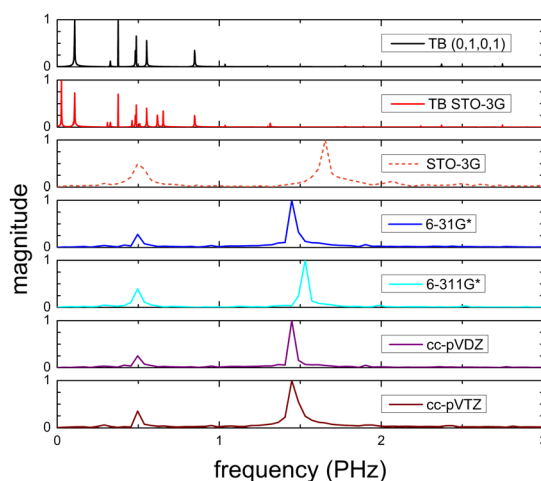 1
TB (0,1,0,1)
0
1
TB STO-3G
0
1
STO-3G
0
1
6-31G*
0
1
6-311G*
0
1
cc-pVDZ
0
1
cc-pVTZ
0
0
1
2
3
magnitude
frequency (PHz)